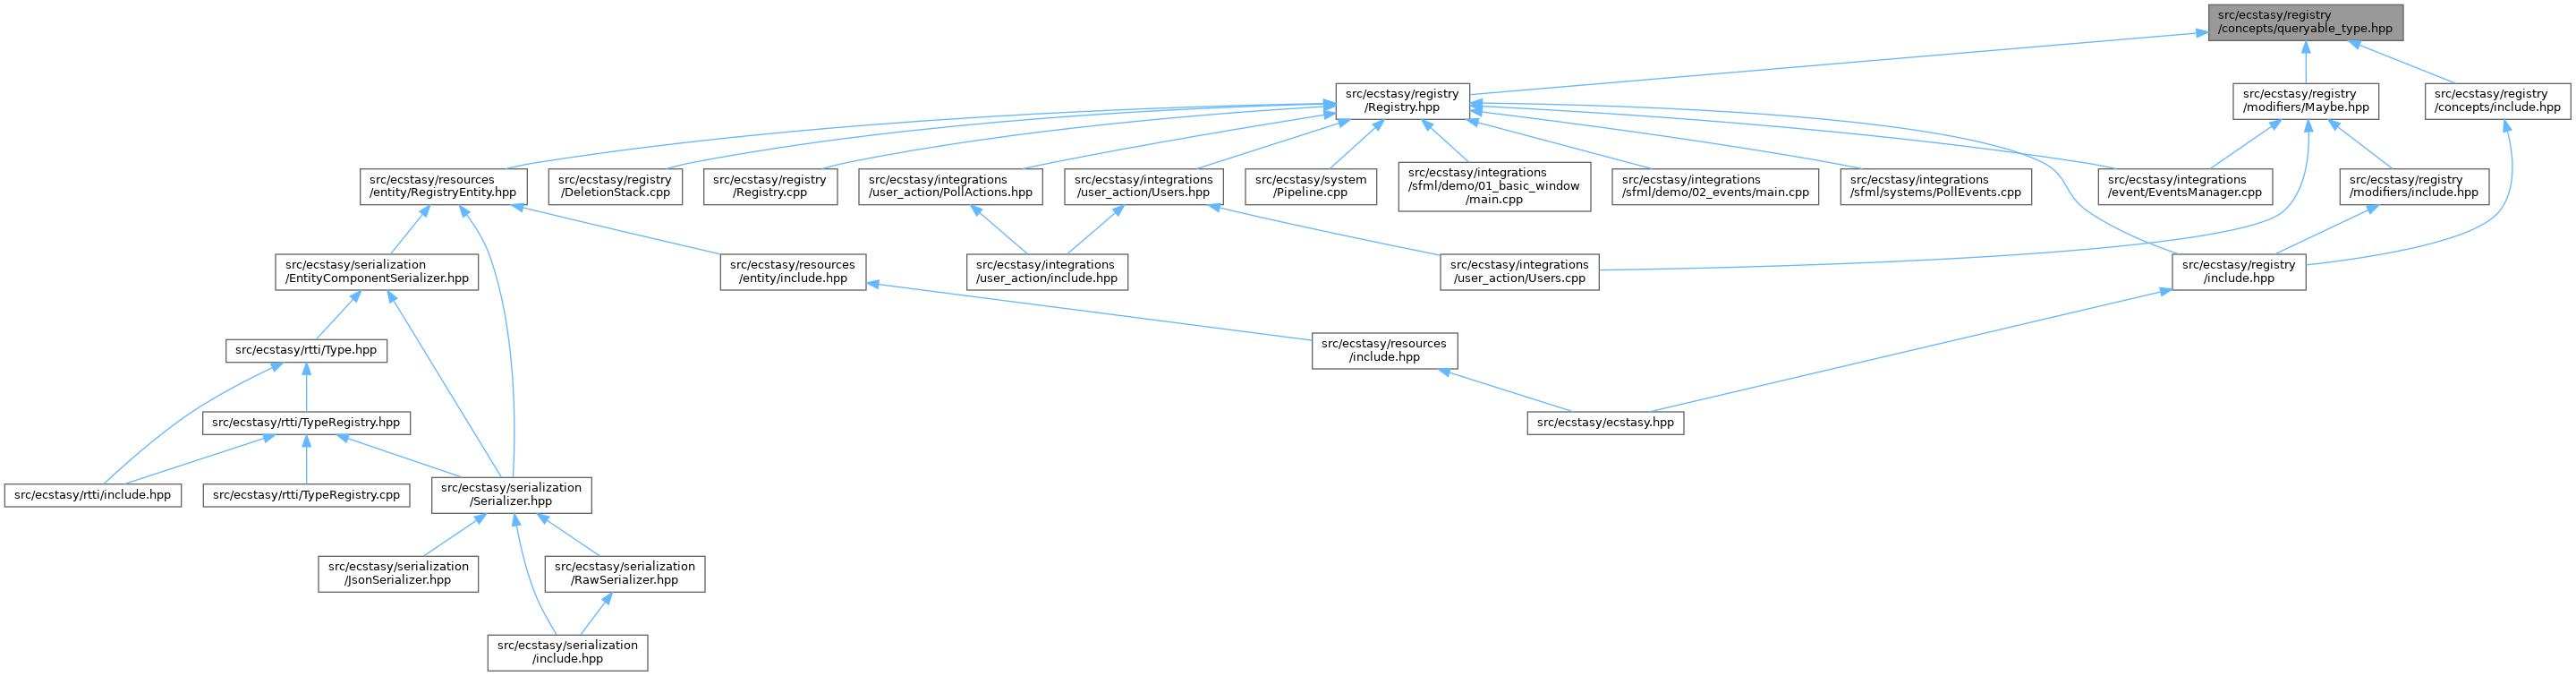 src/ecstasy/registry
/concepts/queryable_type.hpp
src/ecstasy/registry
/Registry.hpp
src/ecstasy/registry
/modifiers/Maybe.hpp
src/ecstasy/registry
/concepts/include.hpp
src/ecstasy/resources
/entity/RegistryEntity.hpp
src/ecstasy/registry
/DeletionStack.cpp
src/ecstasy/registry
/Registry.cpp
src/ecstasy/integrations
/user_action/PollActions.hpp
src/ecstasy/integrations
/user_action/Users.hpp
src/ecstasy/system
/Pipeline.cpp
src/ecstasy/integrations
/sfml/demo/01_basic_window
/main.cpp
src/ecstasy/integrations
/sfml/demo/02_events/main.cpp
src/ecstasy/integrations
/sfml/systems/PollEvents.cpp
src/ecstasy/integrations
/event/EventsManager.cpp
src/ecstasy/registry
/modifiers/include.hpp
src/ecstasy/serialization
/EntityComponentSerializer.hpp
src/ecstasy/resources
/entity/include.hpp
src/ecstasy/integrations
/user_action/include.hpp
src/ecstasy/integrations
/user_action/Users.cpp
src/ecstasy/registry
/include.hpp
src/ecstasy/rtti/Type.hpp
src/ecstasy/resources
/include.hpp
src/ecstasy/rtti/TypeRegistry.hpp
src/ecstasy/ecstasy.hpp
src/ecstasy/rtti/include.hpp
src/ecstasy/rtti/TypeRegistry.cpp
src/ecstasy/serialization
/Serializer.hpp
src/ecstasy/serialization
/JsonSerializer.hpp
src/ecstasy/serialization
/RawSerializer.hpp
src/ecstasy/serialization
/include.hpp